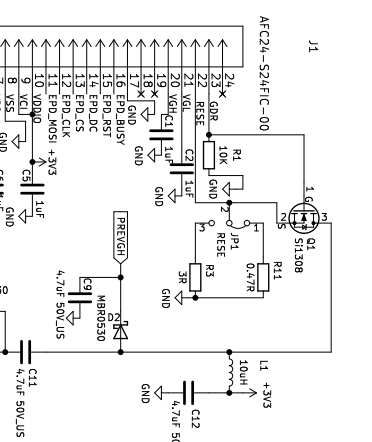 J1
AFC24-S24FIC-00
24
23
22
21
20
19
18
17
16
15
14
13
12
11
10
9
8
GDR
RESE
VGL
VGH
GND
EPD_BUSY
EPD_RST
EPD_DC
EPD_CS
EPD_CLK
EPD_MOSI
VDDIO
VCI
VSS
GND
+3V3
C5
1uF
GND
C1
1uF
GND
C2
1uF
GND
R1
10K
GND
1
G
2
S
3
Q1
Si1308
2
3
1
JP1
RESE
R3
3R
R11
0.47R
GND
PREVGH
C9
4.7uF 50V_US
GND
D2
MBR0530
C11
4.7uF 50V_US
L1
10uH
+3V3
C12
GND